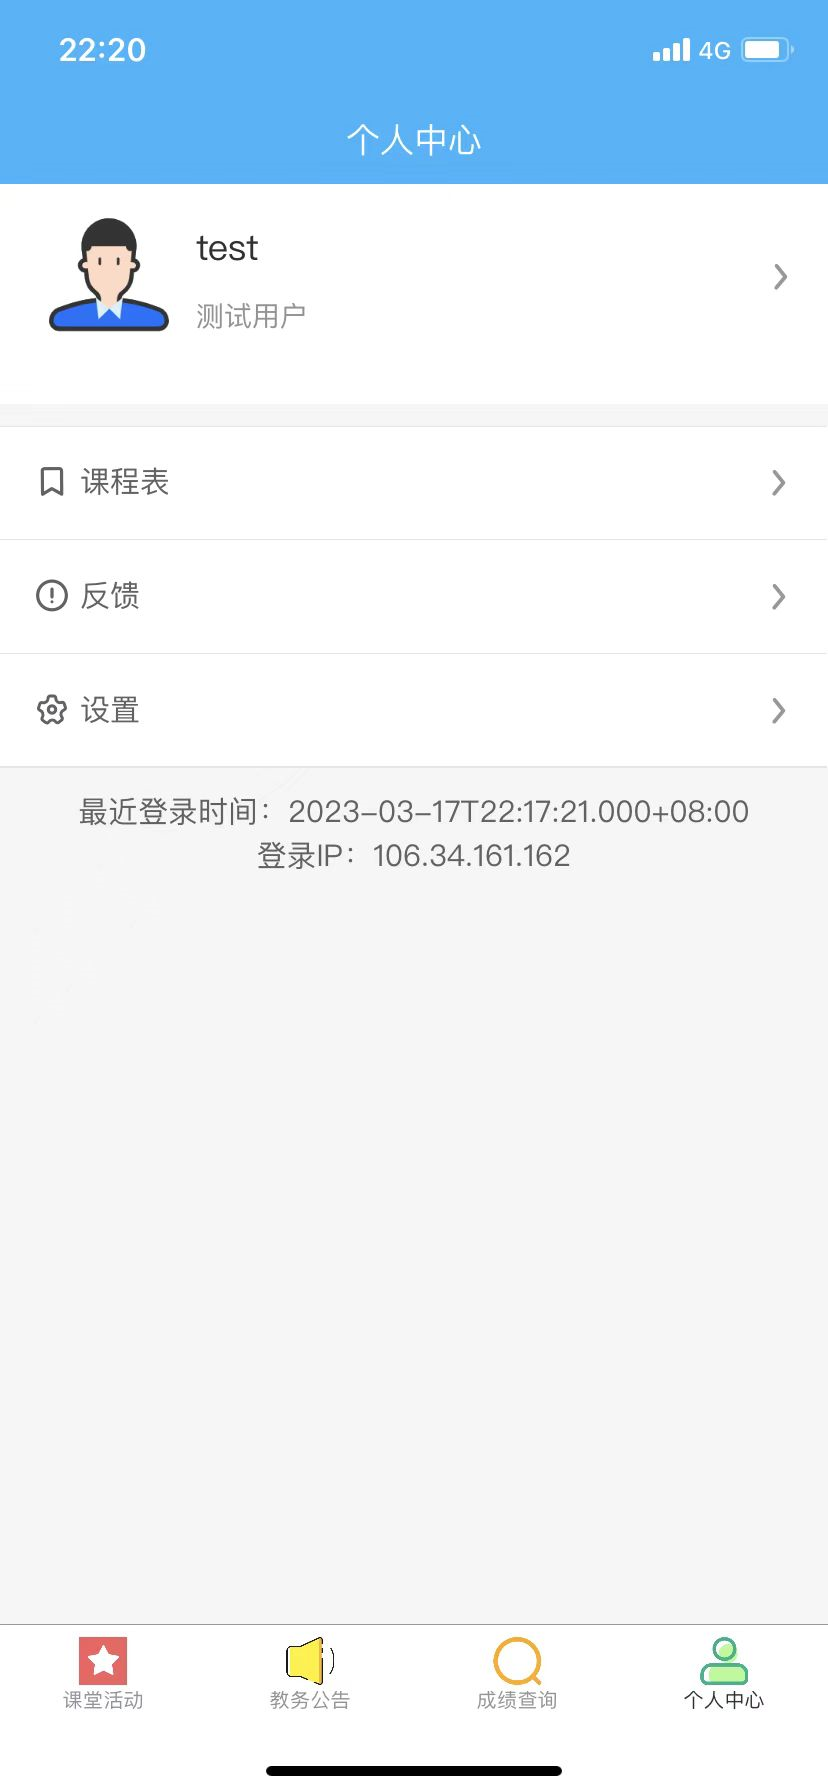 22:20
4G
个人中心
test
测试用户
课程表
反馈
设置
最近登录时间：2023-03-17T22:17:21.000+08:00
登录IP：106.34.161.162
课堂活动
教务公告
成绩查询
个人中心